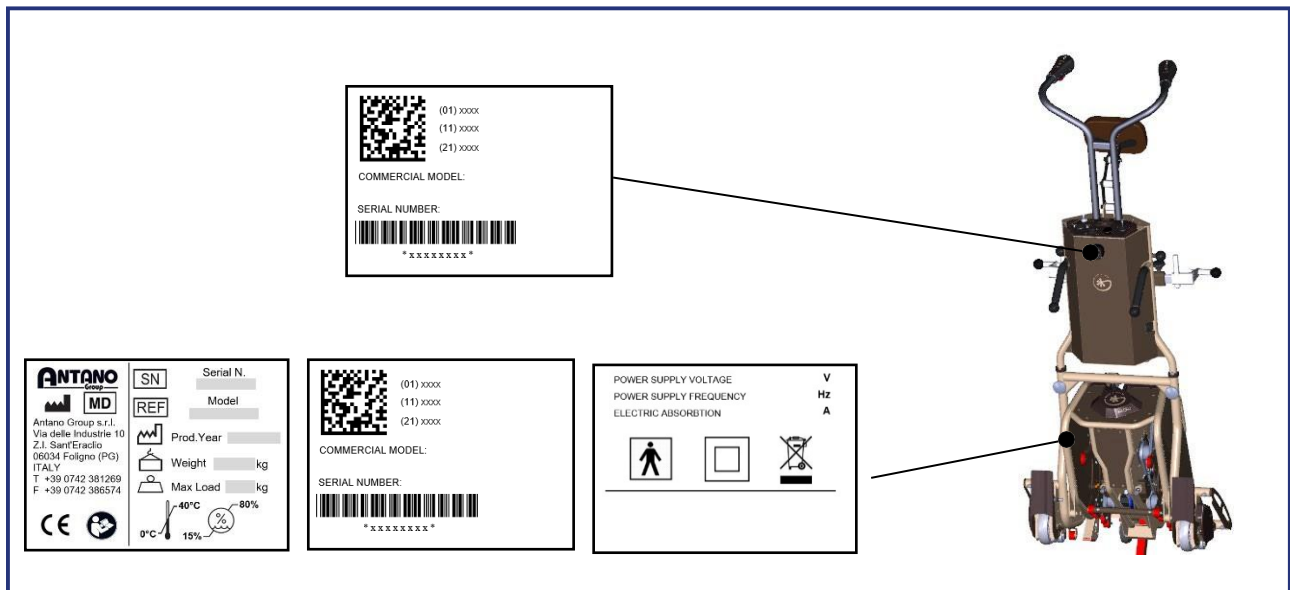 (01) xxxx
(11) xxxx
(21) xxxx
COMMERCIAL MODEL:
SERIAL NUMBER:
*xxxxxxxx*
ANTANO
Group
MD
Antano Group s.r.l.
Via delle Industrie 10
Z.I. Sant'Eraclio
06034 Foligno (PG)
ITALY
T +39 0742 381269
F +39 0742 386574
CE
SN
Serial N.
REF
Model
Prod.Year
Weight kg
Max Load kg
40°C
0°C
80%
%
15%
(01) xxxx
(11) xxxx
(21) xxxx
COMMERCIAL MODEL:
SERIAL NUMBER:
*xxxxxxxx*
POWER SUPPLY VOLTAGE V
POWER SUPPLY FREQUENCY Hz
ELECTRIC ABSORBTION A